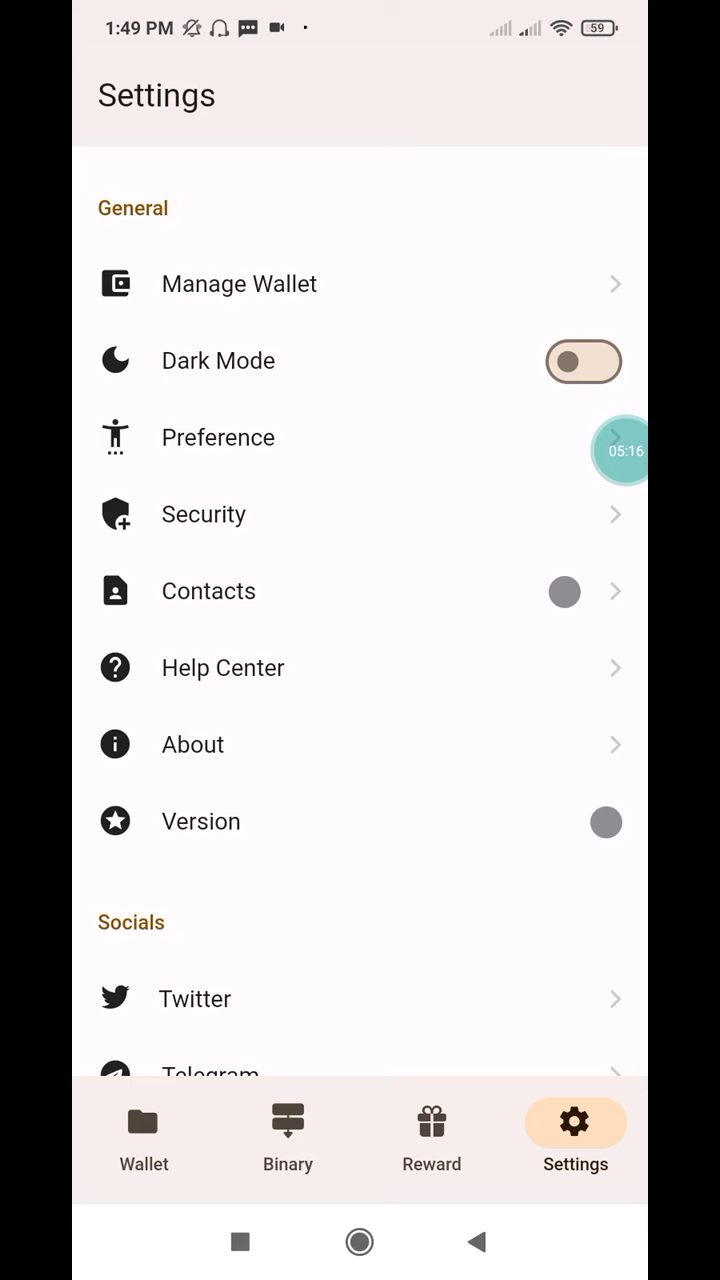 1:49 PM
59
Settings
General
Manage Wallet
Dark Mode
Preference
05:16
Security
Contacts
Help Center
About
Version
Socials
Twitter
Telegram
Wallet
Binary
Reward
Settings